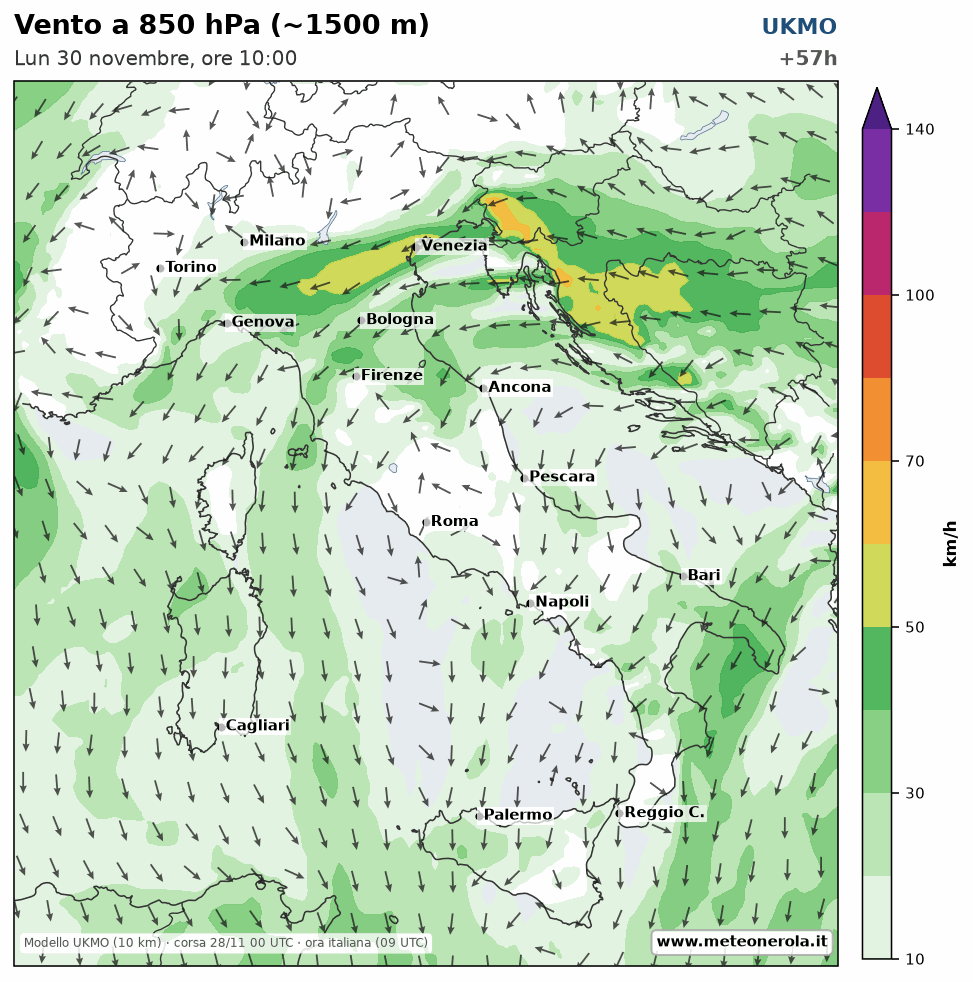 Vento a 850 hPa (~1500 m)
UKMO
Lun 30 novembre, ore 10:00
+57h
140
100
70
50
30
10
km/h
Milano
Venezia
Torino
Genova
Bologna
Firenze
Ancona
Pescara
Roma
Bari
Napoli
Cagliari
Palermo
Reggio C.
Modello UKMO (10 km) · corsa 28/11 00 UTC · ora italiana (09 UTC)
www.meteonerola.it